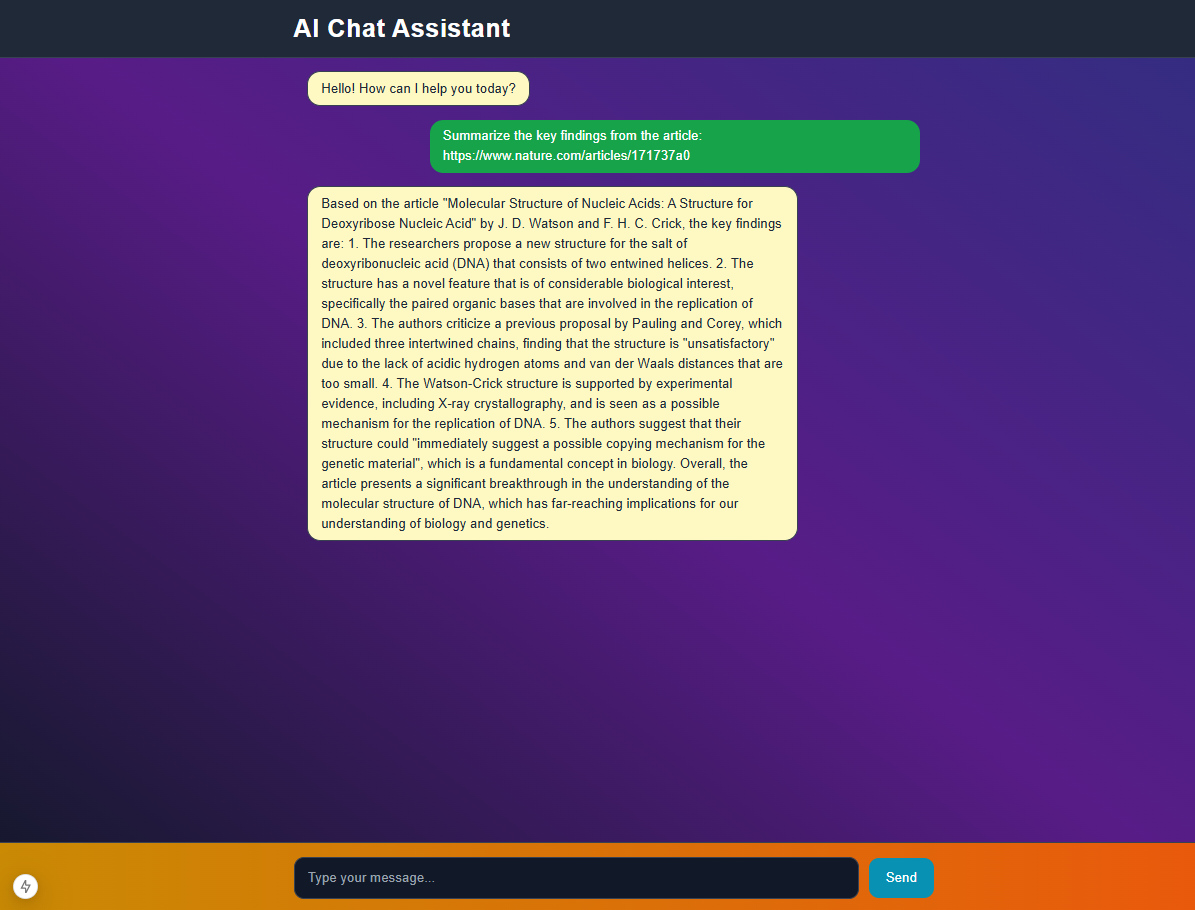 AI Chat Assistant
Hello! How can I help you today?
Summarize the key findings from the article:
https://www.nature.com/articles/171737a0
Based on the article "Molecular Structure of Nucleic Acids: A Structure for
Deoxyribose Nucleic Acid" by J. D. Watson and F. H. C. Crick, the key findings
are: 1. The researchers propose a new structure for the salt of
deoxyribonucleic acid (DNA) that consists of two entwined helices. 2. The
structure has a novel feature that is of considerable biological interest,
specifically the paired organic bases that are involved in the replication of
DNA. 3. The authors criticize a previous proposal by Pauling and Corey, which
included three intertwined chains, finding that the structure is "unsatisfactory"
due to the lack of acidic hydrogen atoms and van der Waals distances that are
too small. 4. The Watson-Crick structure is supported by experimental
evidence, including X-ray crystallography, and is seen as a possible
mechanism for the replication of DNA. 5. The authors suggest that their
structure could "immediately suggest a possible copying mechanism for the
genetic material", which is a fundamental concept in biology. Overall, the
article presents a significant breakthrough in the understanding of the
molecular structure of DNA, which has far-reaching implications for our
understanding of biology and genetics.
Type your message...
Send